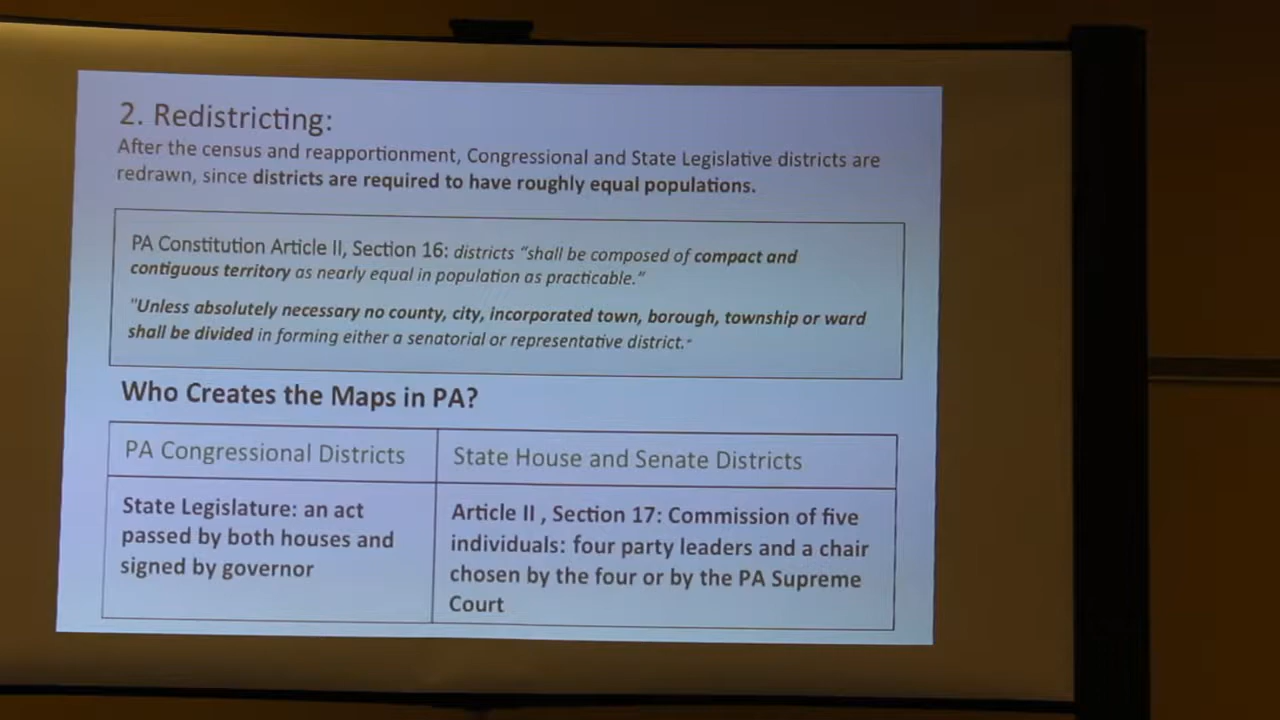 2. Redistricting:
After the census and reapportionment, Congressional and State Legislative districts are
redrawn, since districts are required to have roughly equal populations.
PA Constitution Article II, Section 16: districts “shall be composed of compact and
contiguous territory as nearly equal in population as practicable.”
"Unless absolutely necessary no county, city, incorporated town, borough, township or ward
shall be divided in forming either a senatorial or representative district."
Who Creates the Maps in PA?
PA Congressional Districts
State Legislature: an act
passed by both houses and
signed by governor
State House and Senate Districts
Article II , Section 17: Commission of five
individuals: four party leaders and a chair
chosen by the four or by the PA Supreme
Court